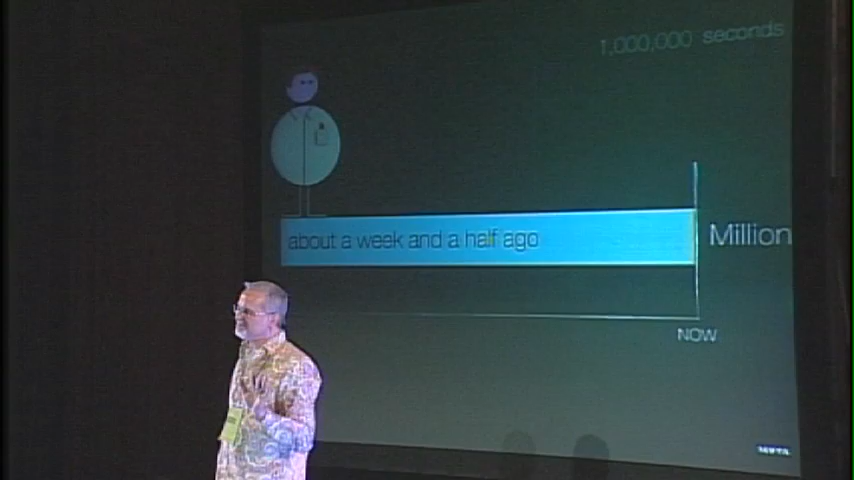 1,000,000 seconds
about a week and a half ago
Million
NOW